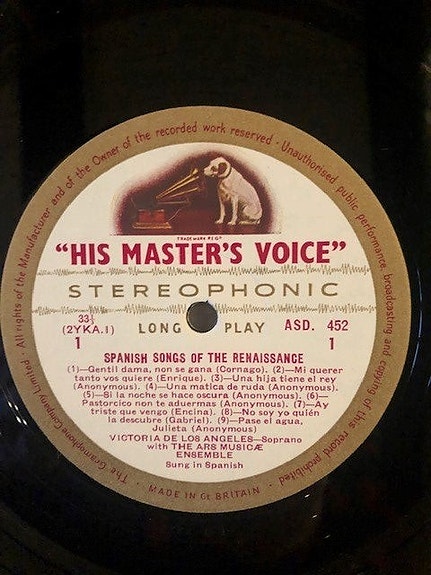 All rights of the Manufacturer and of the Owner of the recorded work reserved · Unauthorised public performance, broadcasting and copying of this record prohibited
TRADE MARK REGD
"HIS MASTER'S VOICE"
STEREOPHONIC
33⅓
(2YKA.1)
1
LONG PLAY
ASD. 452
1
SPANISH SONGS OF THE RENAISSANCE
(1)—Gentil dama, non se gana (Cornago). (2)—Mi querer
tanto vos quiere (Enrique). (3)—Una hija tiene el rey
(Anonymous). (4)—Una matica de ruda (Anonymous).
(5)—Si la noche se hace oscura (Anonymous). (6)—
Pastorcico non te aduermas (Anonymous). (7)—Ay
triste que vengo (Encina). (8)—No soy yo quién
la descubre (Gabriel). (9)—Pase el agua,
Julieta (Anonymous)
VICTORIA DE LOS ANGELES—Soprano
with THE ARS MUSICÆ
ENSEMBLE
Sung in Spanish
The Gramophone Company Limited ·
· MADE IN Gt. BRITAIN ·